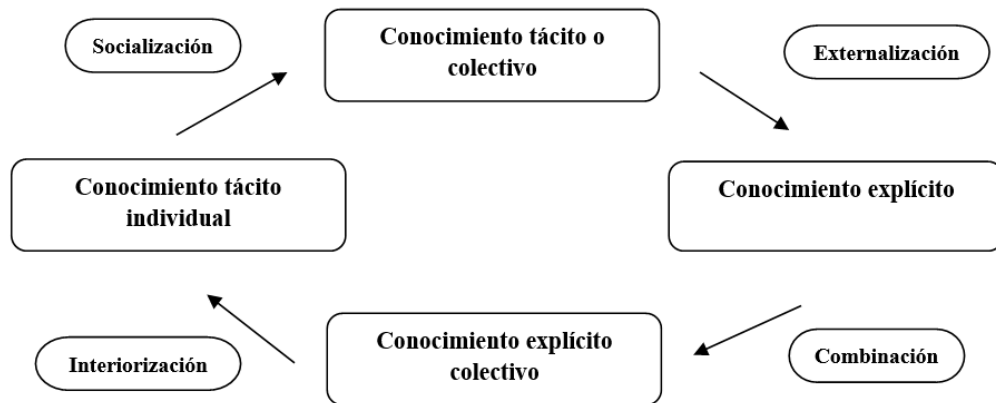 Socialización
Conocimiento tácito o
colectivo
Externalización
Conocimiento tácito
individual
Conocimiento explícito
Interiorización
Conocimiento explícito
colectivo
Combinación